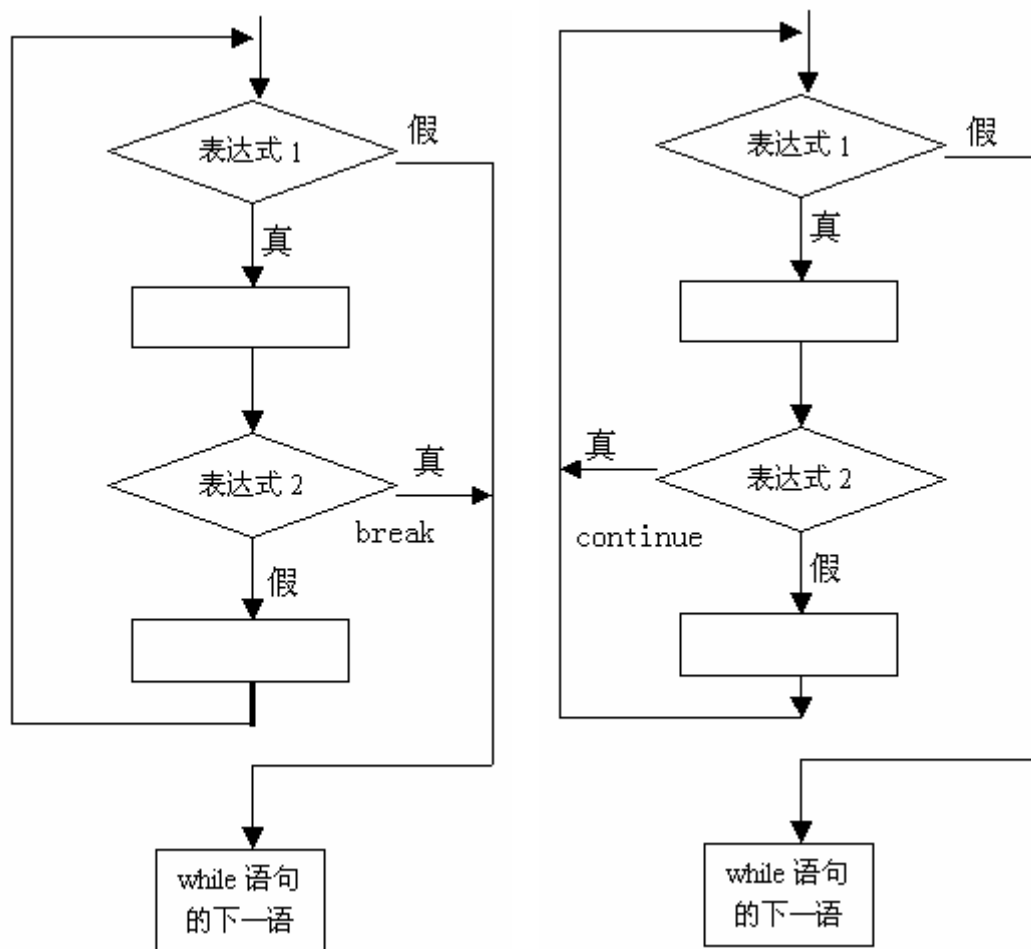 表达式 1
假
真
表达式 2
真
break
假
while 语句
的下一语
表达式 1
假
真
真
表达式 2
continue
假
while 语句
的下一语